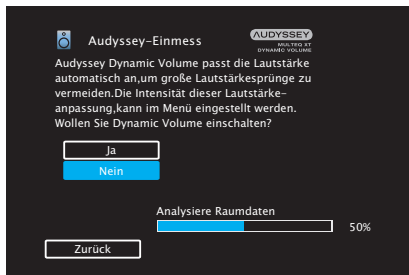 Audyssey-Einmess
AUDYSSEY
MULTEQ XT
DYNAMIC VOLUME
Audyssey Dynamic Volume passt die Lautstärke
automatisch an,um große Lautstärkesprünge zu
vermeiden.Die Intensität dieser Lautstärke-
anpassung,kann im Menü eingestellt werden.
Wollen Sie Dynamic Volume einschalten?
Ja
Nein
Analysiere Raumdaten
50%
Zurück